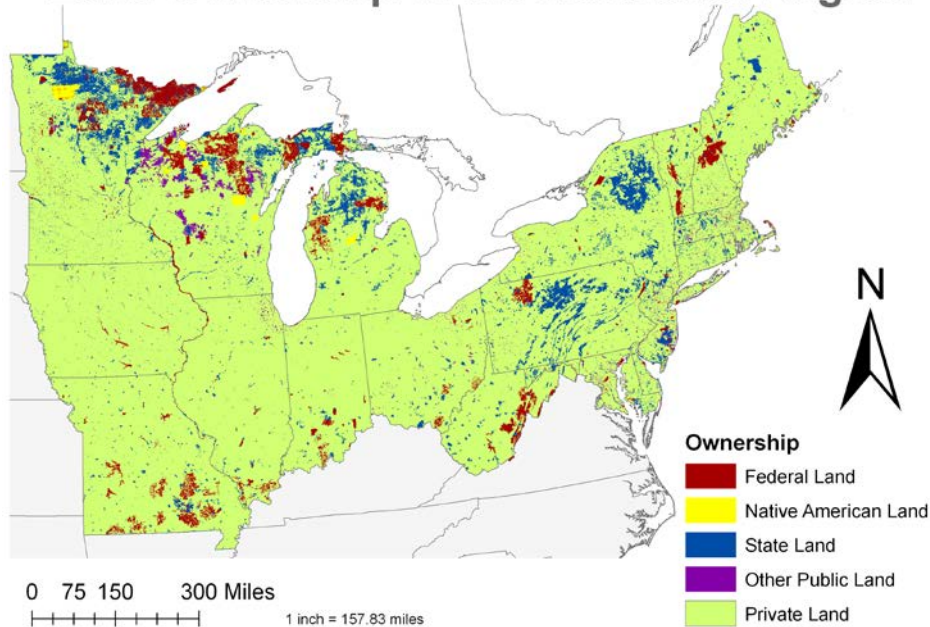 N
Ownership
Federal Land
Native American Land
State Land
Other Public Land
Private Land
0 75 150 300 Miles
1 inch = 157.83 miles